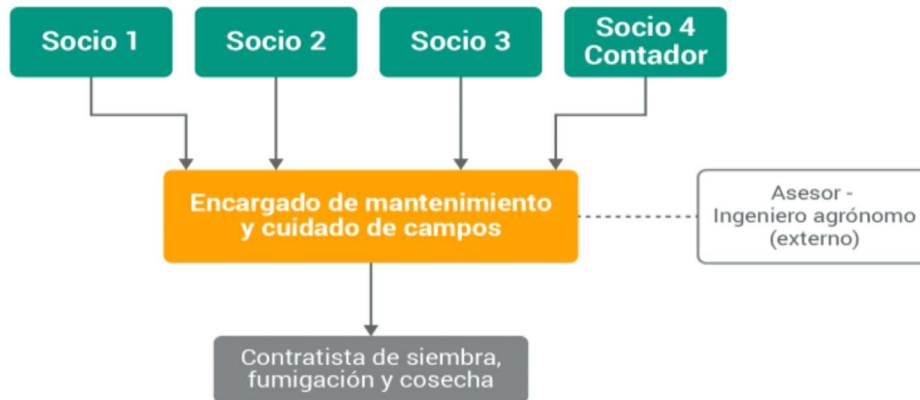 Socio 1
Socio 2
Socio 3
Socio 4
Contador
Encargado de mantenimiento
y cuidado de campos
Asesor -
Ingeniero agrónomo
(externo)
Contratista de siembra,
fumigación y cosecha